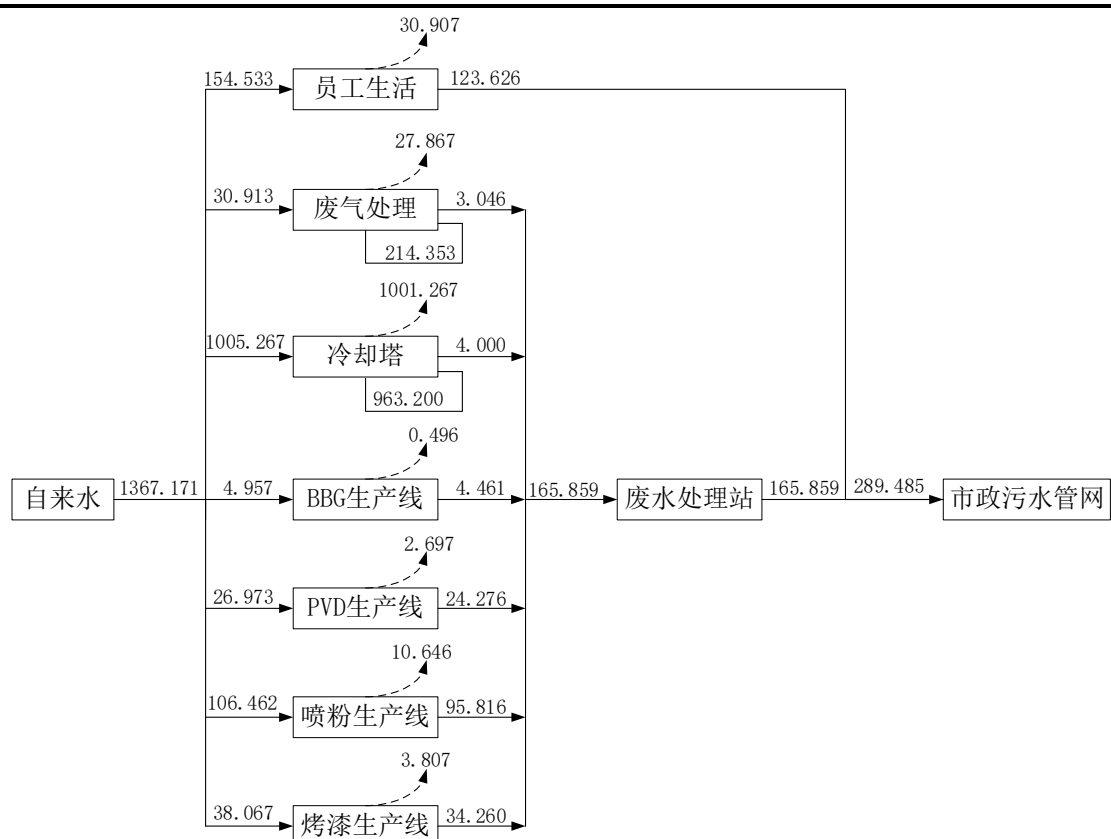 30.907
154.533 员工生活 123.626
27.867
30.913 废气处理 3.046
214.353
1001.267
1005.267 冷却塔 4.000
963.200
0.496
自来水 1367.171 4.957 BBG生产线 4.461 165.859 废水处理站 165.859 289.485 市政污水管网
2.697
26.973 PVD生产线 24.276
10.646
106.462 喷粉生产线 95.816
3.807
38.067 烤漆生产线 34.260